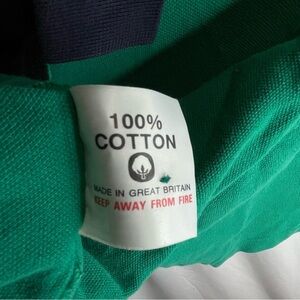 100%
COTTON
MADE IN GREAT BRITAIN
KEEP AWAY FROM FIRE